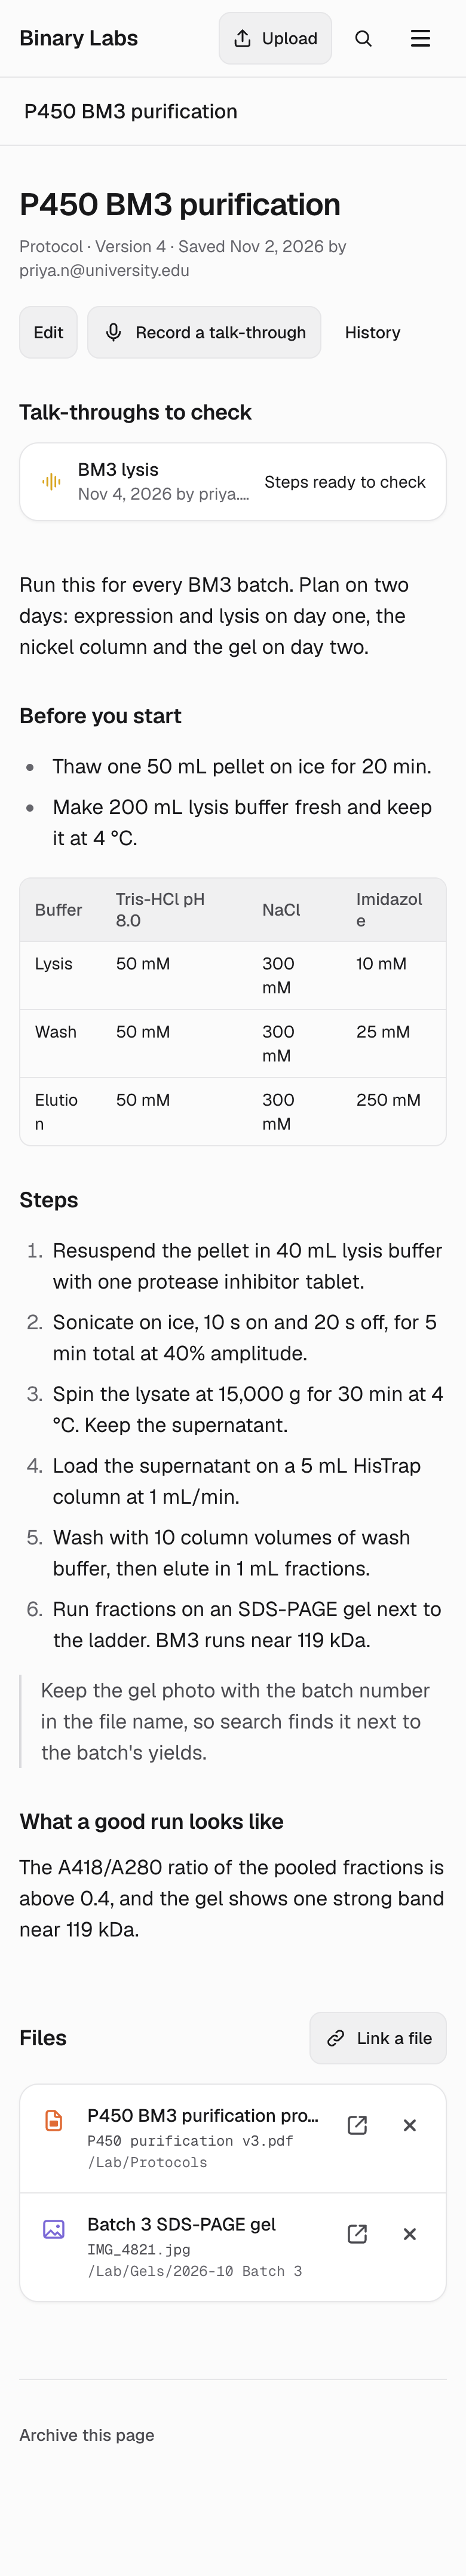 Binary Labs
Upload
P450 BM3 purification
P450 BM3 purification
Protocol · Version 4 · Saved Nov 2, 2026 by
priya.n@university.edu
Edit
Record a talk-through
History
Talk-throughs to check
BM3 lysis
Nov 4, 2026 by priya....
Steps ready to check
Run this for every BM3 batch. Plan on two
days: expression and lysis on day one, the
nickel column and the gel on day two.
Before you start
• Thaw one 50 mL pellet on ice for 20 min.
• Make 200 mL lysis buffer fresh and keep
it at 4 °C.
Buffer Tris-HCl pH 8.0 NaCl Imidazole
Lysis 50 mM 300 mM 10 mM
Wash 50 mM 300 mM 25 mM
Elution 50 mM 300 mM 250 mM
Steps
1. Resuspend the pellet in 40 mL lysis buffer
with one protease inhibitor tablet.
2. Sonicate on ice, 10 s on and 20 s off, for 5
min total at 40% amplitude.
3. Spin the lysate at 15,000 g for 30 min at 4
°C. Keep the supernatant.
4. Load the supernatant on a 5 mL HisTrap
column at 1 mL/min.
5. Wash with 10 column volumes of wash
buffer, then elute in 1 mL fractions.
6. Run fractions on an SDS-PAGE gel next to
the ladder. BM3 runs near 119 kDa.
Keep the gel photo with the batch number
in the file name, so search finds it next to
the batch's yields.
What a good run looks like
The A418/A280 ratio of the pooled fractions is
above 0.4, and the gel shows one strong band
near 119 kDa.
Files
Link a file
P450 BM3 purification pro...
P450 purification v3.pdf
/Lab/Protocols
Batch 3 SDS-PAGE gel
IMG_4821.jpg
/Lab/Gels/2026-10 Batch 3
Archive this page